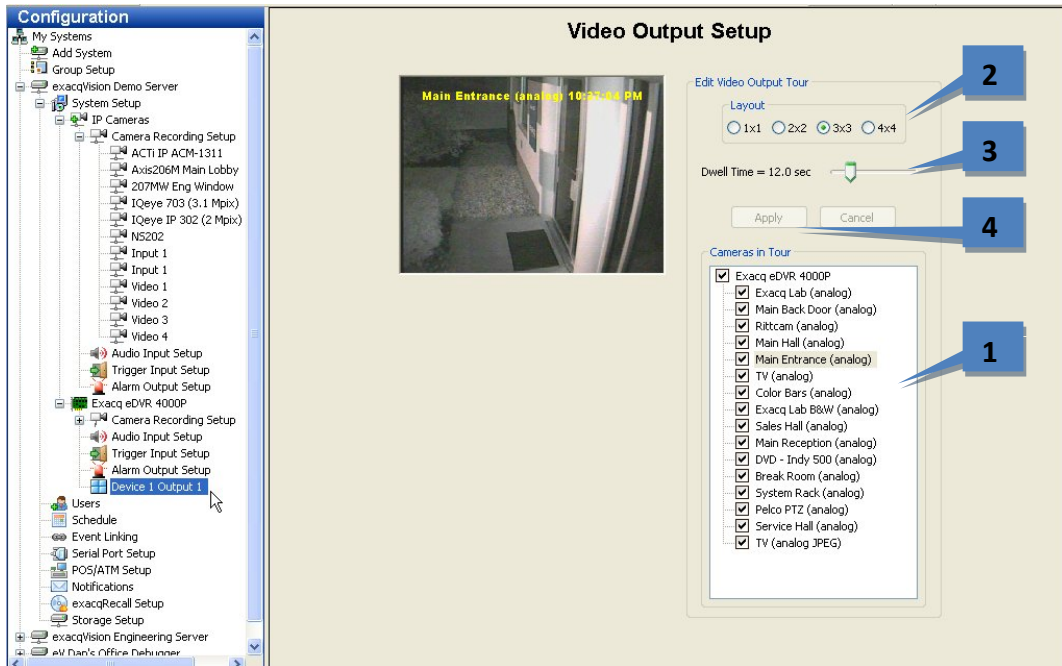 Configuration
My Systems
Add System
Group Setup
exacqVision Demo Server
System Setup
IP Cameras
Camera Recording Setup
ACTi IP ACM-1311
Axis206M Main Lobby
207MW Eng Window
IQeye 703 (3.1 Mpix)
IQeye IP 302 (2 Mpix)
NS202
Input 1
Input 1
Video 1
Video 2
Video 3
Video 4
Audio Input Setup
Trigger Input Setup
Alarm Output Setup
Exacq eDVR 4000P
Camera Recording Setup
Audio Input Setup
Trigger Input Setup
Alarm Output Setup
Device 1 Output 1
Users
Schedule
Event Linking
Serial Port Setup
POS/ATM Setup
Notifications
exacqRecall Setup
Storage Setup
exacqVision Engineering Server
eV Dan's Office Debugger
Video Output Setup
Main Entrance (analog) 10:37:04 PM
Edit Video Output Tour
Layout
1x1 2x2 3x3 4x4
2
Dwell Time = 12.0 sec
3
Apply Cancel
4
Cameras in Tour
Exacq eDVR 4000P
Exacq Lab (analog)
Main Back Door (analog)
Rittcam (analog)
Main Hall (analog)
Main Entrance (analog)
TV (analog)
Color Bars (analog)
Exacq Lab B&W (analog)
Sales Hall (analog)
Main Reception (analog)
DVD - Indy 500 (analog)
Break Room (analog)
System Rack (analog)
Pelco PTZ (analog)
Service Hall (analog)
TV (analog JPEG)
1